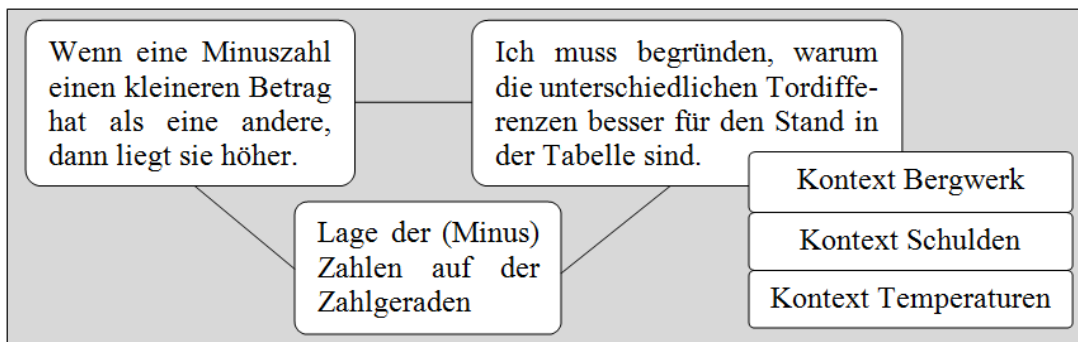 Wenn eine Minuszahl
einen kleineren Betrag
hat als eine andere,
dann liegt sie höher.
Ich muss begründen, warum
die unterschiedlichen Tordiffe-
renzen besser für den Stand in
der Tabelle sind.
Lage der (Minus)
Zahlen auf der
Zahlgeraden
Kontext Bergwerk
Kontext Schulden
Kontext Temperaturen